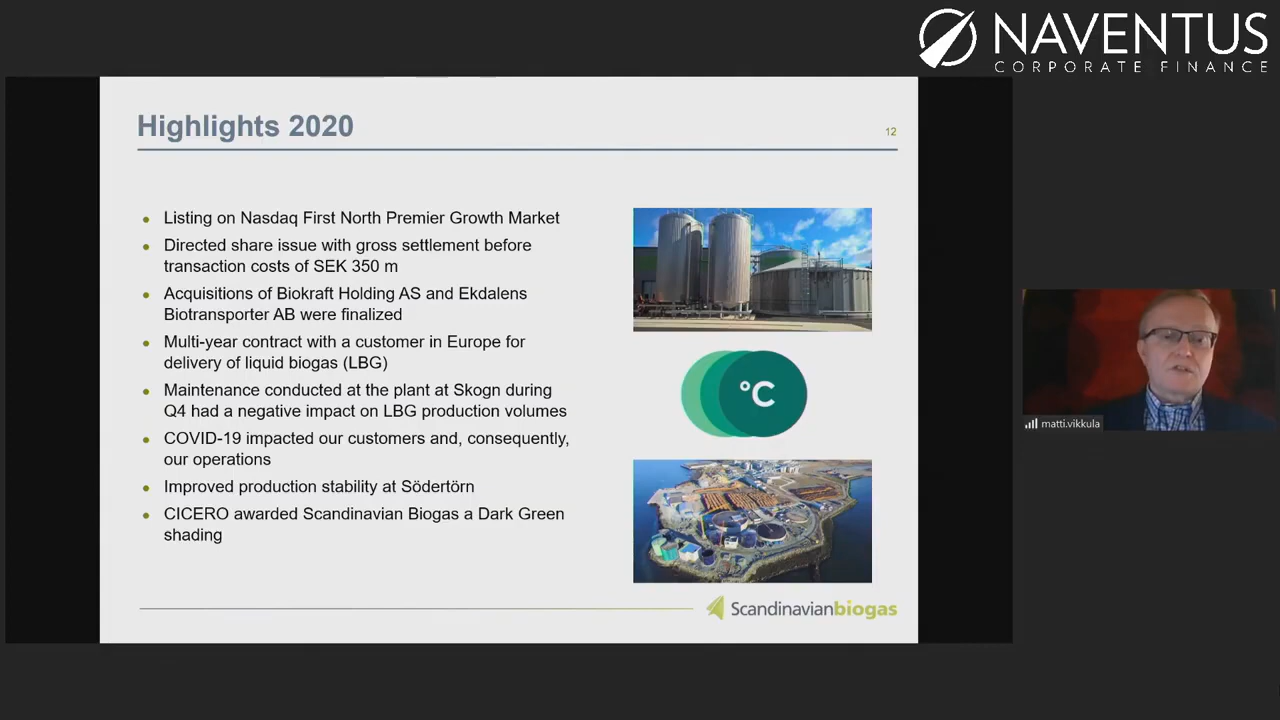 NAVENTUS
CORPORATE FINANCE
Highlights 2020
12
Listing on Nasdaq First North Premier Growth Market
Directed share issue with gross settlement before
transaction costs of SEK 350 m
Acquisitions of Biokraft Holding AS and Ekdalens
Biotransporter AB were finalized
Multi-year contract with a customer in Europe for
delivery of liquid biogas (LBG)
Maintenance conducted at the plant at Skogn during
Q4 had a negative impact on LBG production volumes
COVID-19 impacted our customers and, consequently,
our operations
Improved production stability at Södertörn
CICERO awarded Scandinavian Biogas a Dark Green
shading
°C
Scandinavianbiogas
matti.vikkula